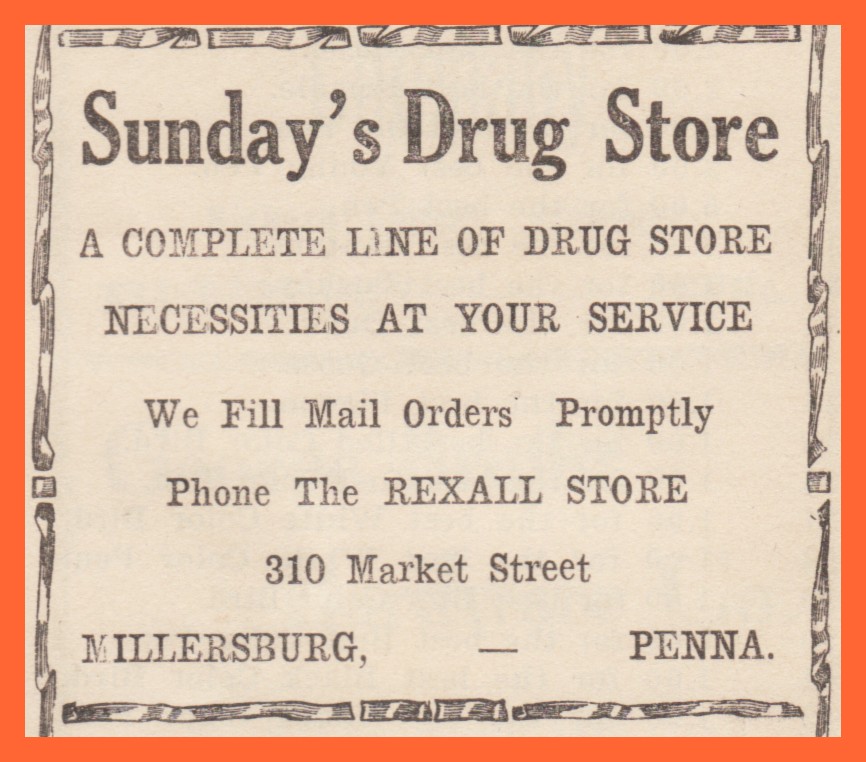 Sunday's Drug Store
A COMPLETE LINE OF DRUG STORE
NECESSITIES AT YOUR SERVICE
We Fill Mail Orders Promptly
Phone The REXALL STORE
310 Market Street
MILLERSBURG, — PENNA.